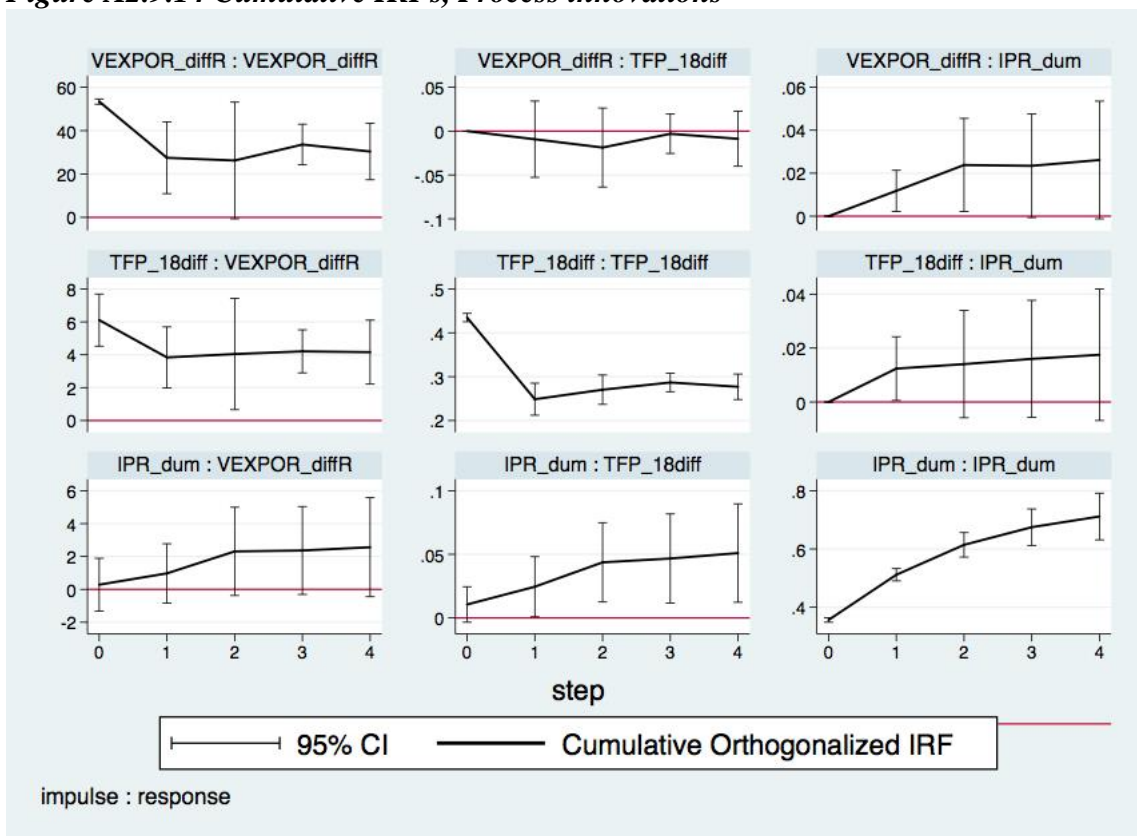 Figure A2.9.14 Cumulative IRFs, Process innovations
VEXPOR_diffR : VEXPOR_diffR
60
40
20
0
VEXPOR_diffR : TFP_18diff
.05
0
-.05
-.1
VEXPOR_diffR : IPR_dum
.06
.04
.02
0
TFP_18diff : VEXPOR_diffR
8
6
4
2
0
TFP_18diff : TFP_18diff
.5
.4
.3
.2
TFP_18diff : IPR_dum
.04
.02
0
IPR_dum : VEXPOR_diffR
6
4
2
0
-2
0 1 2 3 4
IPR_dum : TFP_18diff
.1
.05
0
0 1 2 3 4
IPR_dum : IPR_dum
.8
.6
.4
0 1 2 3 4
step
95% CI Cumulative Orthogonalized IRF
impulse : response